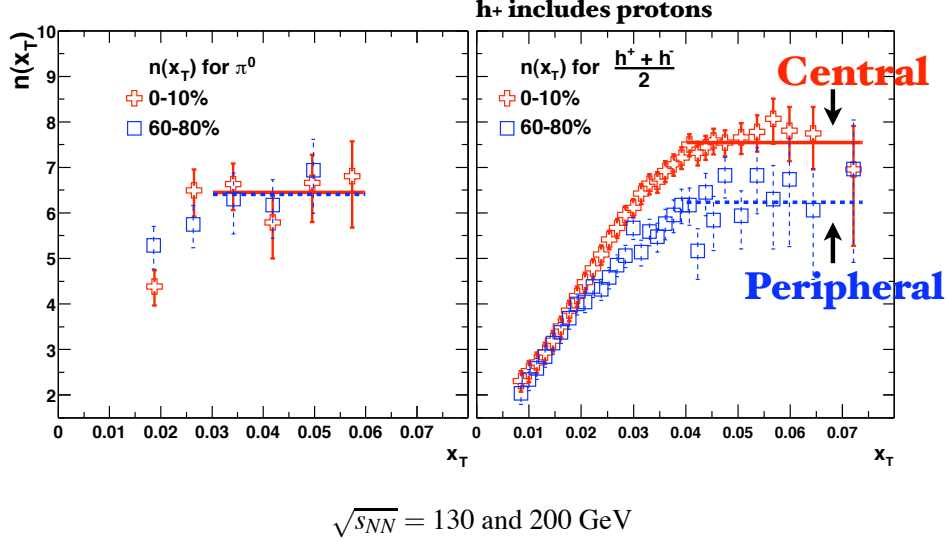 h+ includes protons
n(x_T)
10
9
8
7
6
5
4
3
2
n(x_T) for π⁰
0-10%
60-80%
0 0.01 0.02 0.03 0.04 0.05 0.06 0.07
x_T
n(x_T) for (h⁺ + h⁻)/2
0-10%
60-80%
Central
Peripheral
0 0.01 0.02 0.03 0.04 0.05 0.06 0.07
x_T
√s_NN = 130 and 200 GeV